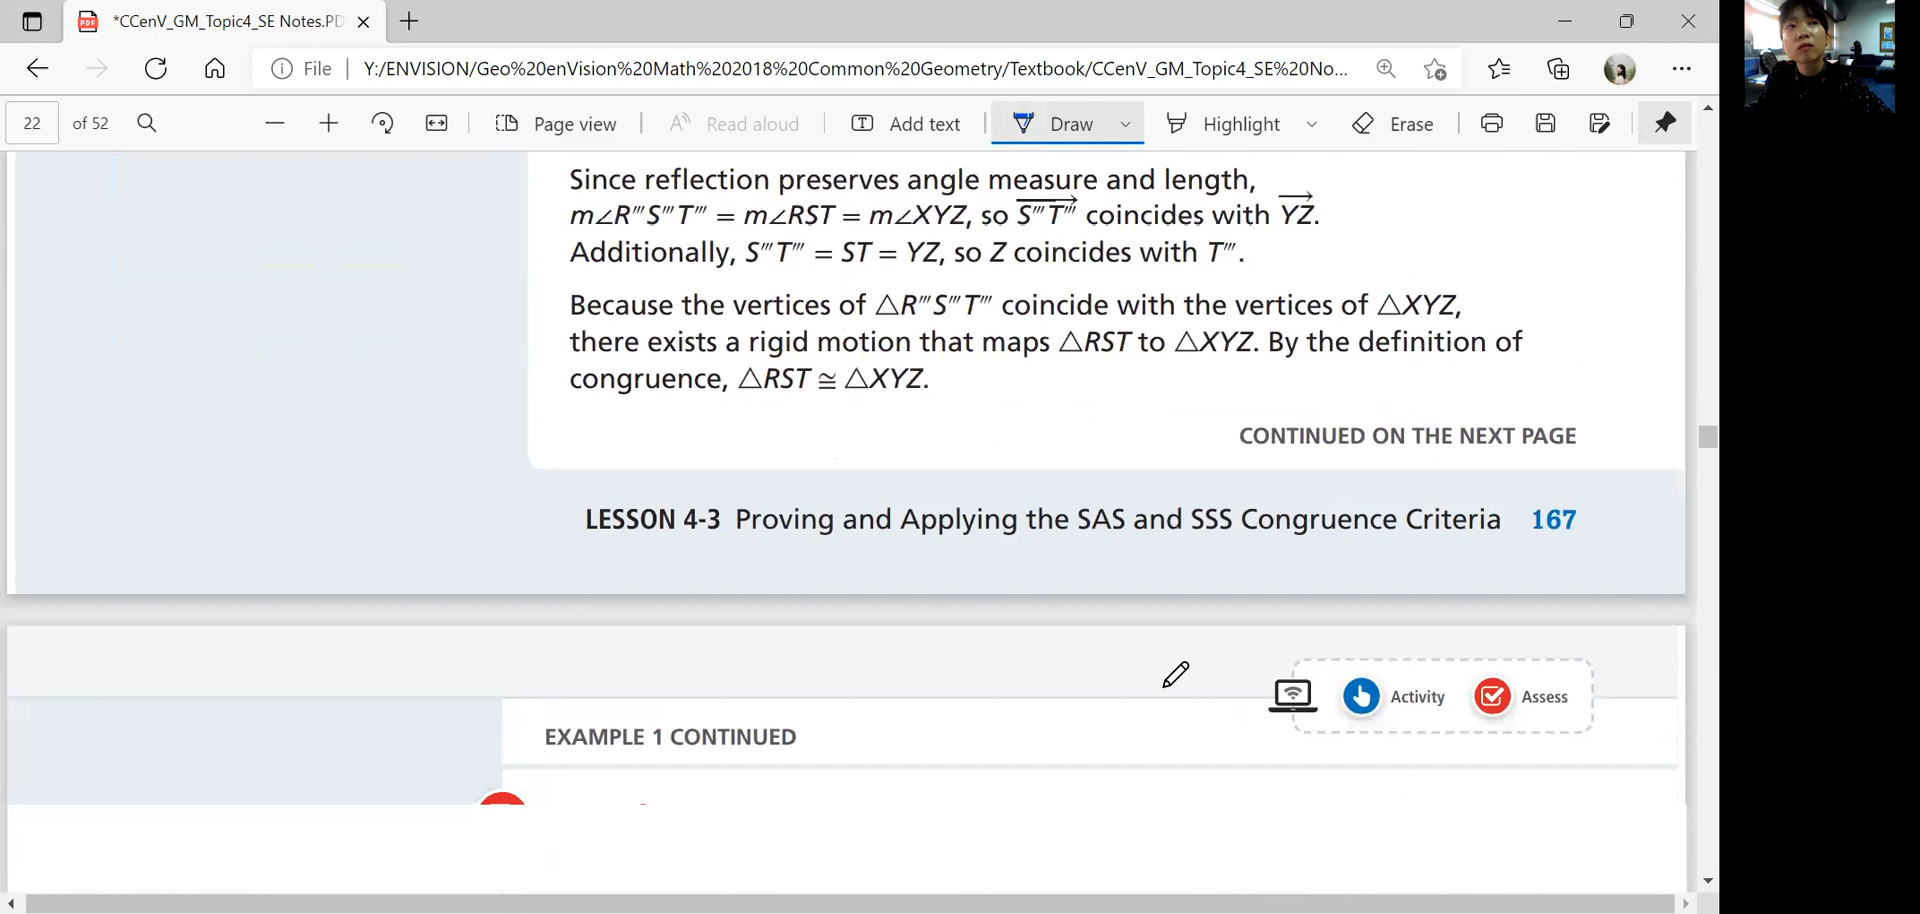 *CCenV_GM_Topic4_SE Notes.PD
File Y:/ENVISION/Geo%20enVision%20Math%202018%20Common%20Geometry/Textbook/CCenV_GM_Topic4_SE%20No...
22 of 52 Page view Read aloud Add text Draw Highlight Erase
Since reflection preserves angle measure and length,
m∠R‴S‴T‴ = m∠RST = m∠XYZ, so S‴T‴ coincides with YZ.
Additionally, S‴T‴ = ST = YZ, so Z coincides with T‴.
Because the vertices of △R‴S‴T‴ coincide with the vertices of △XYZ,
there exists a rigid motion that maps △RST to △XYZ. By the definition of
congruence, △RST ≅ △XYZ.
CONTINUED ON THE NEXT PAGE
LESSON 4-3 Proving and Applying the SAS and SSS Congruence Criteria 167
Activity Assess
EXAMPLE 1 CONTINUED